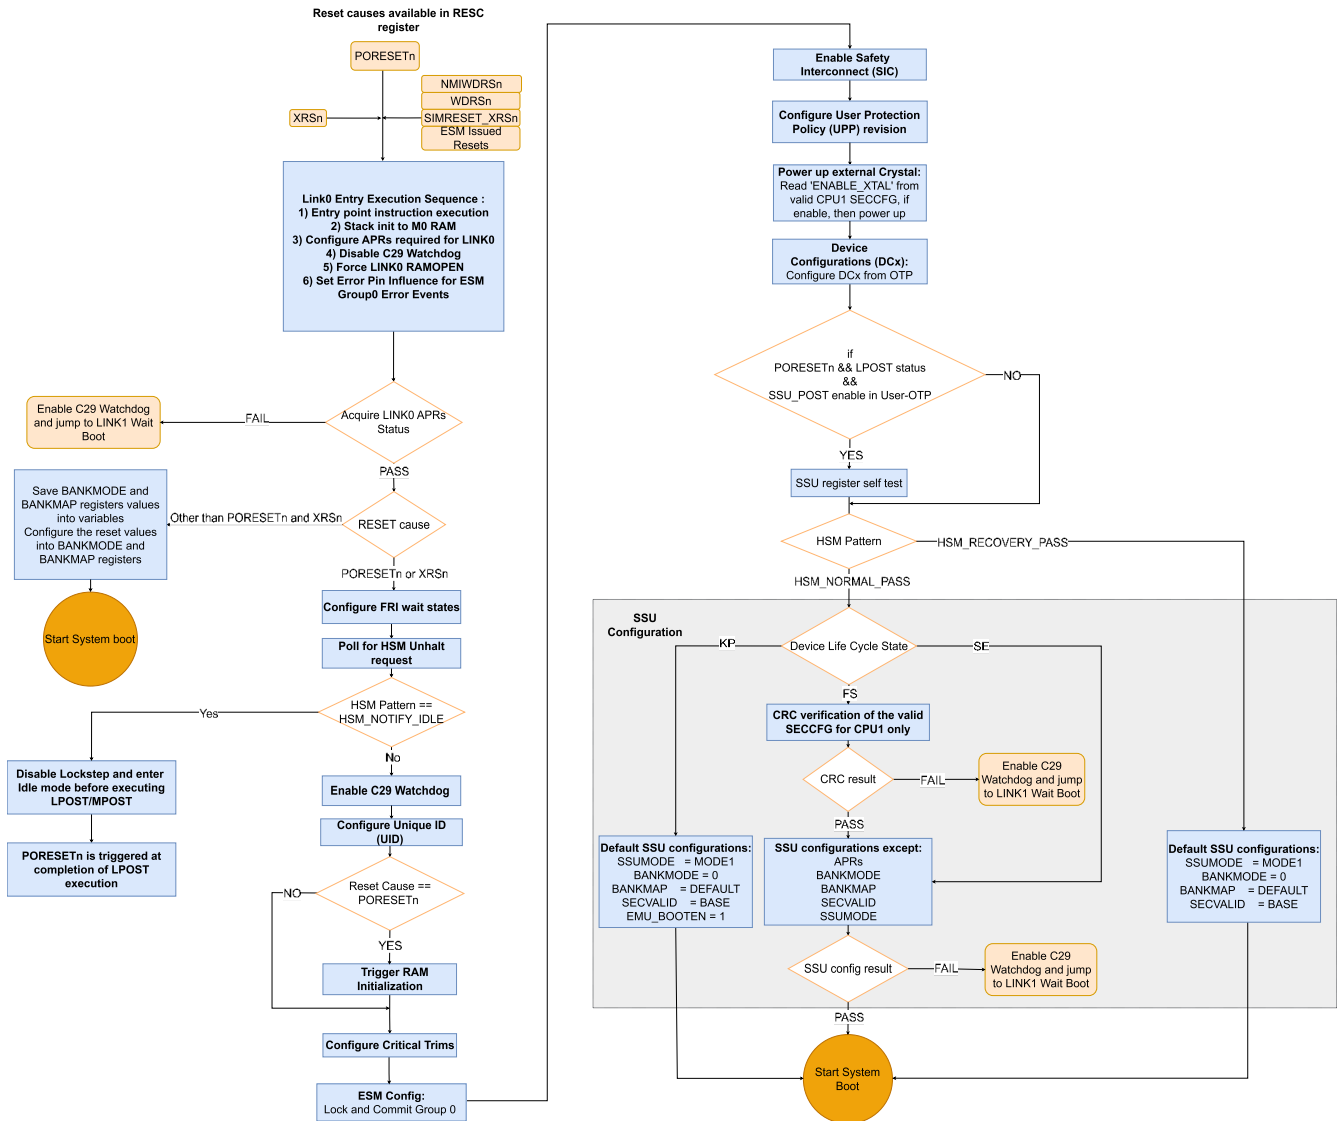 Reset causes available in RESC
register
PORESETn
NMIWDRSn
WDRSn
XRSn
SIMRESET_XRSn
ESM Issued
Resets
Link0 Entry Execution Sequence :
1) Entry point instruction execution
2) Stack init to M0 RAM
3) Configure APRs required for LINK0
4) Disable C29 Watchdog
5) Force LINK0 RAMOPEN
6) Set Error Pin Influence for ESM
Group0 Error Events
Acquire LINK0 APRs
Status
FAIL
Enable C29 Watchdog
and jump to LINK1 Wait
Boot
PASS
RESET cause
Other than PORESETn and XRSn
Save BANKMODE and
BANKMAP registers values
into variables
Configure the reset values
into BANKMODE and
BANKMAP registers
Start System boot
PORESETn or XRSn
Configure FRI wait states
Poll for HSM Unhalt
request
HSM Pattern ==
HSM_NOTIFY_IDLE
Yes
Disable Lockstep and enter
Idle mode before executing
LPOST/MPOST
PORESETn is triggered at
completion of LPOST
execution
No
Enable C29 Watchdog
Configure Unique ID
(UID)
Reset Cause ==
PORESETn
NO
YES
Trigger RAM
Initialization
Configure Critical Trims
ESM Config:
Lock and Commit Group 0
Enable Safety
Interconnect (SIC)
Configure User Protection
Policy (UPP) revision
Power up external Crystal:
Read 'ENABLE_XTAL' from
valid CPU1 SECCFG, if
enable, then power up
Device
Configurations (DCx):
Configure DCx from OTP
if
PORESETn && LPOST status
&&
SSU_POST enable in User-OTP
NO
YES
SSU register self test
HSM Pattern
HSM_RECOVERY_PASS
HSM_NORMAL_PASS
SSU
Configuration
Device Life Cycle State
KP
SE
FS
CRC verification of the valid
SECCFG for CPU1 only
CRC result
FAIL
Enable C29
Watchdog and jump
to LINK1 Wait Boot
PASS
Default SSU configurations:
SSUMODE = MODE1
BANKMODE = 0
BANKMAP = DEFAULT
SECVALID = BASE
EMU_BOOTEN = 1
SSU configurations except:
APRs
BANKMODE
BANKMAP
SECVALID
SSUMODE
Default SSU configurations:
SSUMODE = MODE1
BANKMODE = 0
BANKMAP = DEFAULT
SECVALID = BASE
SSU config result
FAIL
Enable C29
Watchdog and jump
to LINK1 Wait Boot
PASS
Start System
Boot